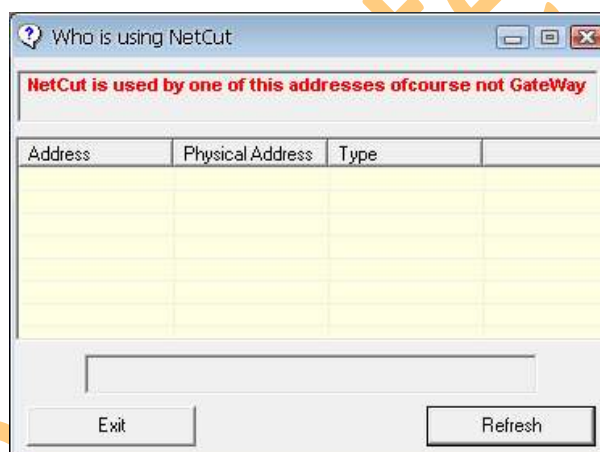 Who is using NetCut
NetCut is used by one of this addresses ofcourse not GateWay
Address Physical Address Type
Exit Refresh